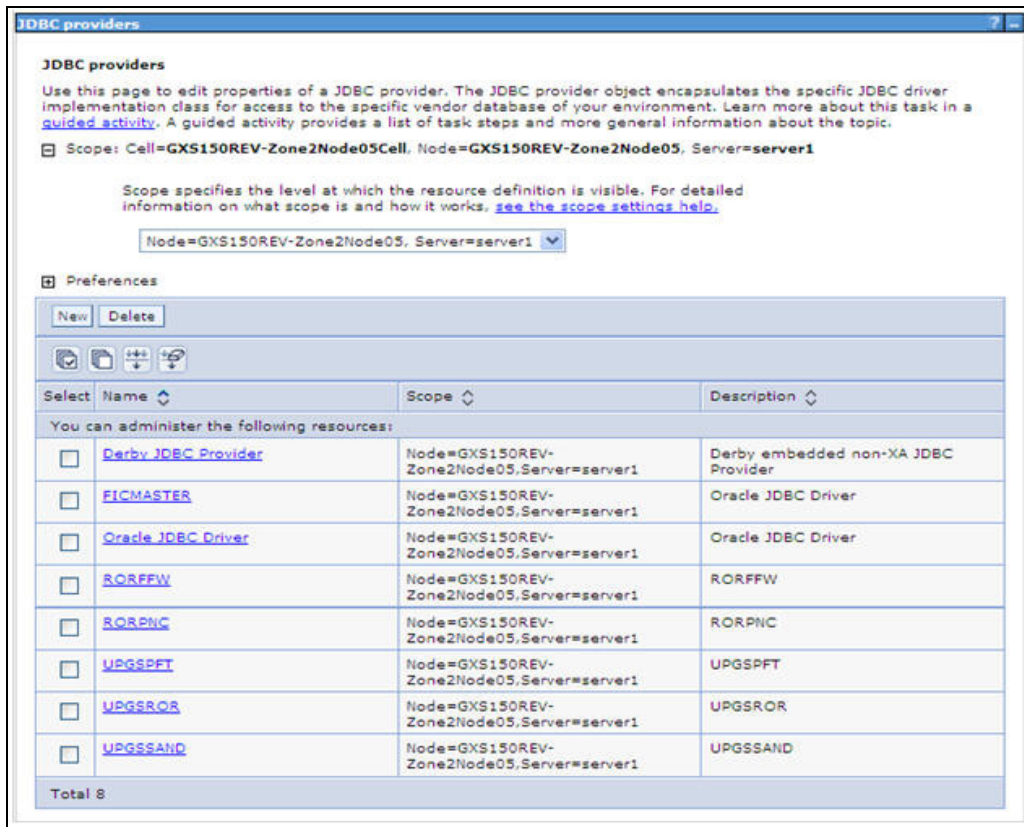 JDBC providers
? -
JDBC providers
Use this page to edit properties of a JDBC provider. The JDBC provider object encapsulates the specific JDBC driver
implementation class for access to the specific vendor database of your environment. Learn more about this task in a
guided activity. A guided activity provides a list of task steps and more general information about the topic.
Scope: Cell=GXS150REV-Zone2Node05Cell, Node=GXS150REV-Zone2Node05, Server=server1
Scope specifies the level at which the resource definition is visible. For detailed
information on what scope is and how it works, see the scope settings help.
Node=GXS150REV-Zone2Node05, Server=server1
Preferences
New Delete
Select Name Scope Description
You can administer the following resources:
Derby JDBC Provider Node=GXS150REV- Derby embedded non-XA JDBC
Zone2Node05,Server=server1 Provider
FICMASTER Node=GXS150REV- Oracle JDBC Driver
Zone2Node05,Server=server1
Oracle JDBC Driver Node=GXS150REV- Oracle JDBC Driver
Zone2Node05,Server=server1
RORFFW Node=GXS150REV- RORFFW
Zone2Node05,Server=server1
RORPNC Node=GXS150REV- RORPNC
Zone2Node05,Server=server1
UPGSPFT Node=GXS150REV- UPGSPFT
Zone2Node05,Server=server1
UPGSROR Node=GXS150REV- UPGSROR
Zone2Node05,Server=server1
UPGSSAND Node=GXS150REV- UPGSSAND
Zone2Node05,Server=server1
Total 8